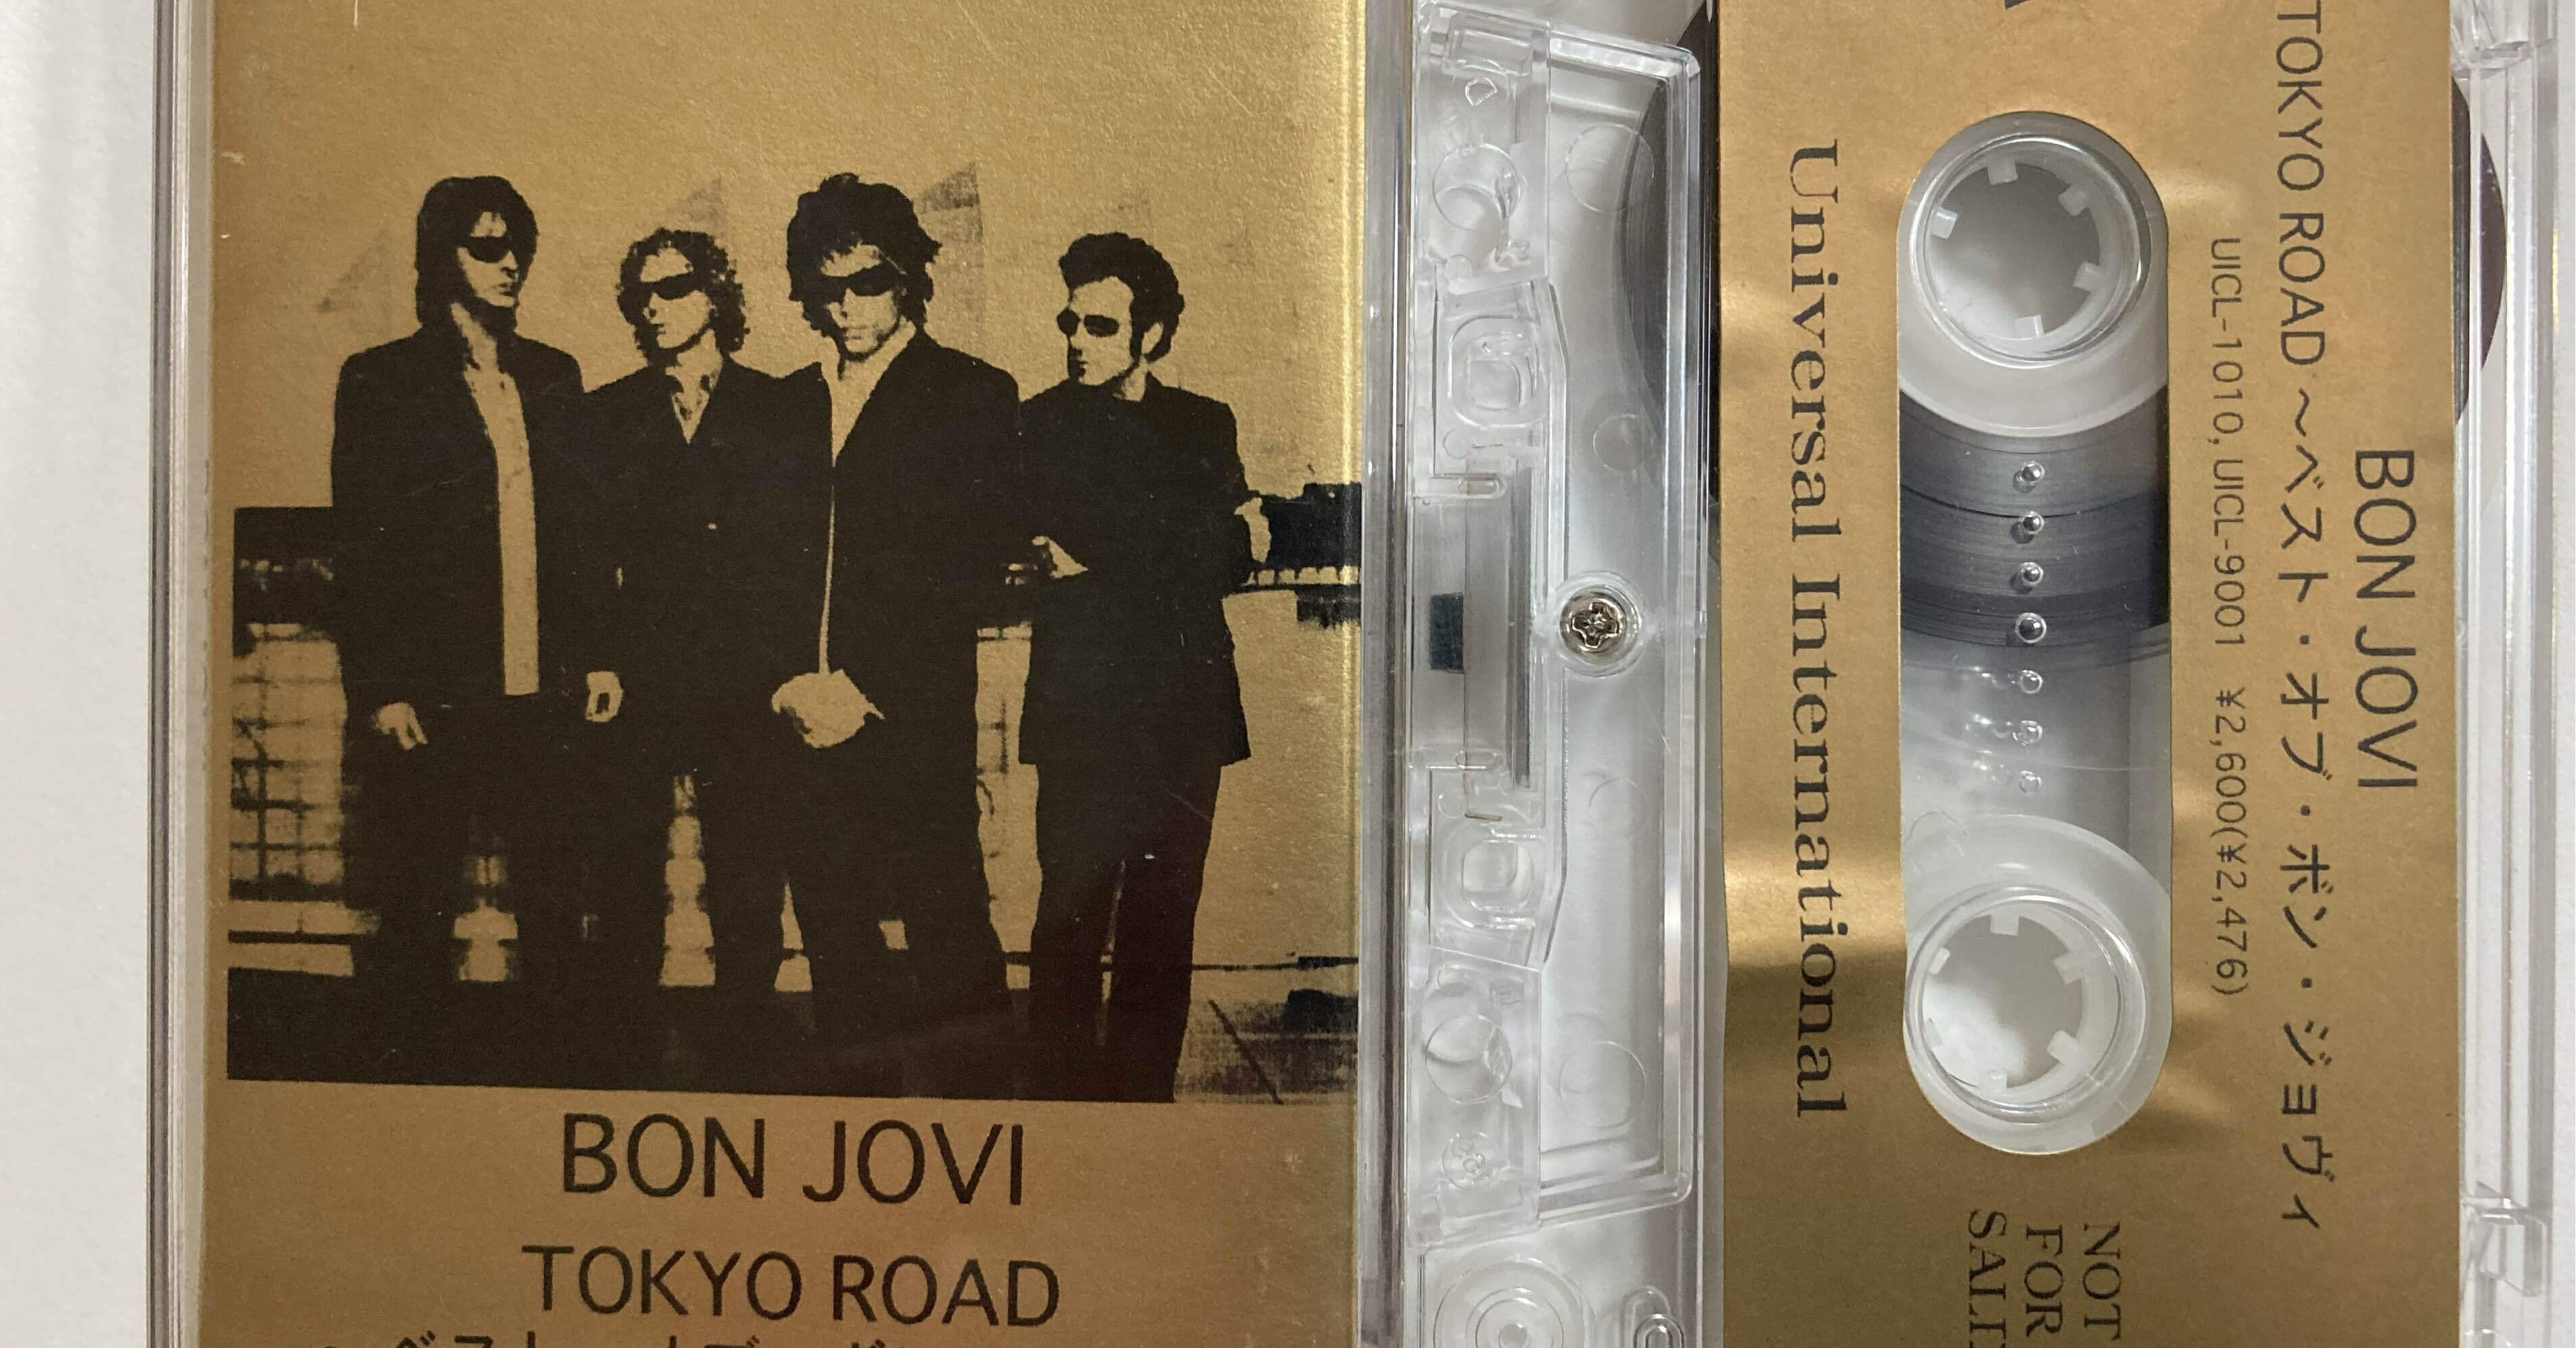 BON JOVI
TOKYO ROAD
Universal International
BON JOVI
TOKYO ROAD ～ベスト・オブ・ボン・ジョヴィ
UICL-1010, UICL-9001 ¥2,600(¥2,476)
NOT
FOR